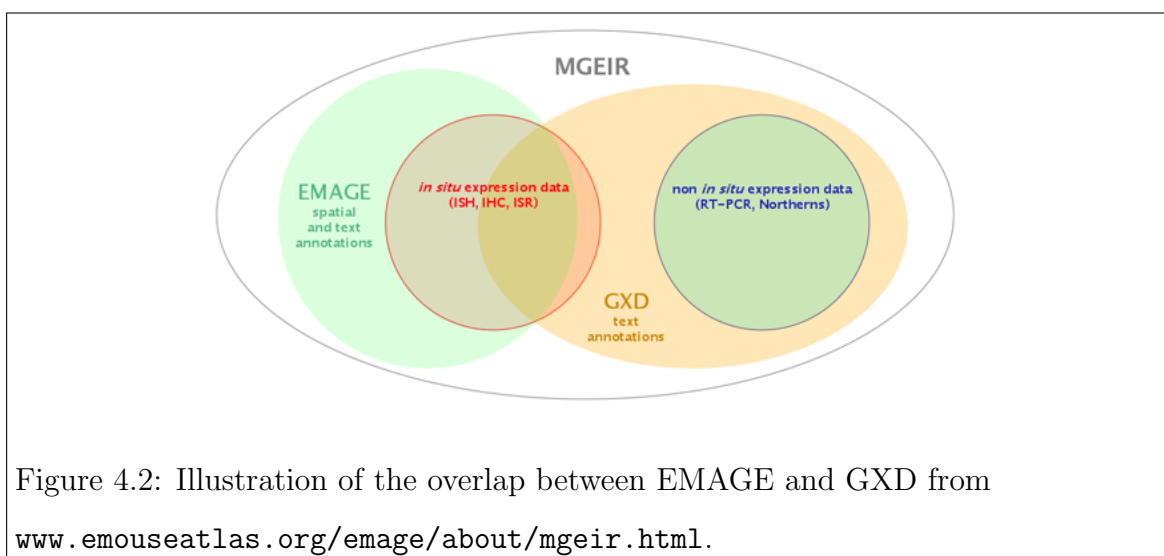 MGEIR
EMAGE
spatial
and text
annotations
in situ expression data
(ISH, IHC, ISR)
non in situ expression data
(RT-PCR, Northerns)
GXD
text
annotations
Figure 4.2: Illustration of the overlap between EMAGE and GXD from
www.emouseatlas.org/emage/about/mgeir.html.